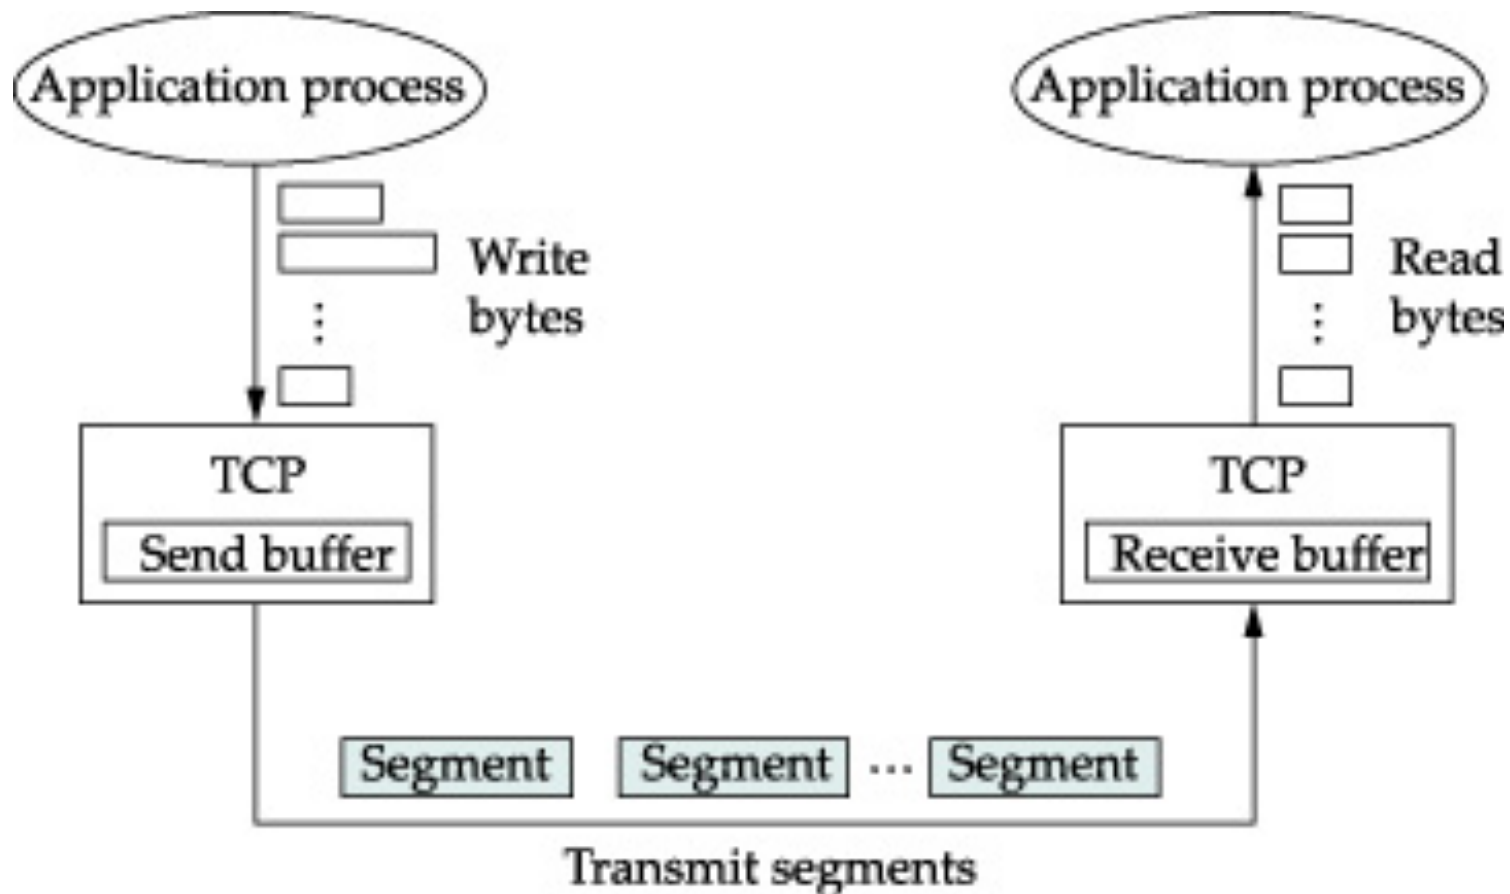 Application process
Application process
Write
bytes
Read
bytes
TCP
Send buffer
TCP
Receive buffer
Segment
Segment
...
Segment
Transmit segments